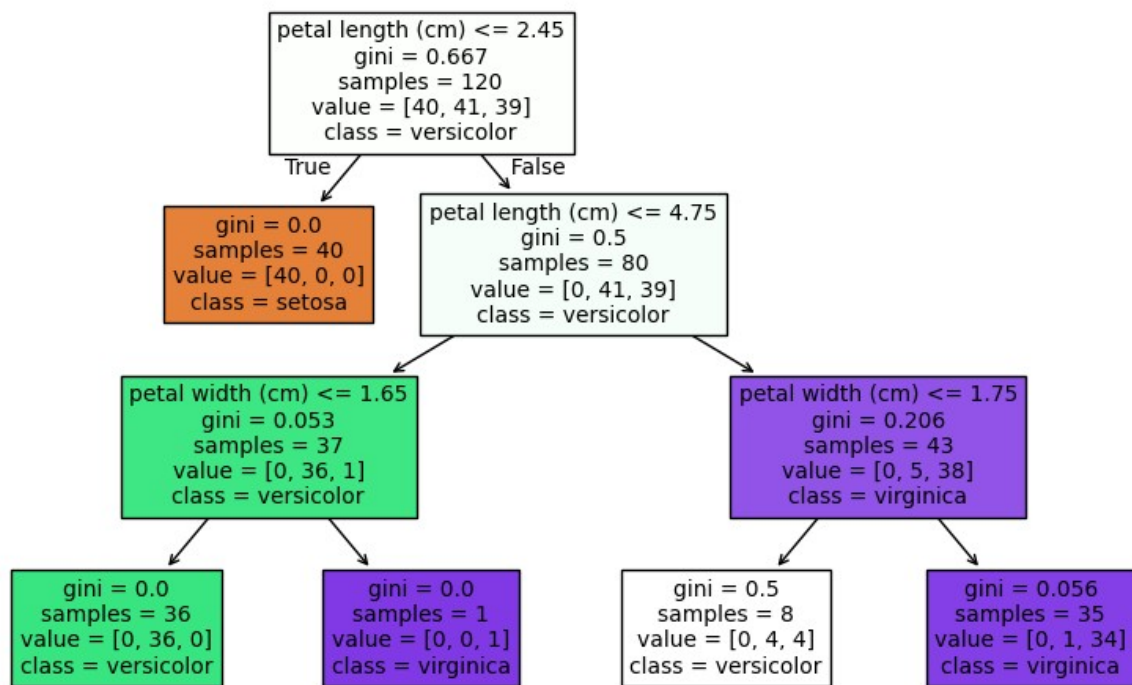 petal length (cm) <= 2.45
gini = 0.667
samples = 120
value = [40, 41, 39]
class = versicolor
True
False
gini = 0.0
samples = 40
value = [40, 0, 0]
class = setosa
petal length (cm) <= 4.75
gini = 0.5
samples = 80
value = [0, 41, 39]
class = versicolor
petal width (cm) <= 1.65
gini = 0.053
samples = 37
value = [0, 36, 1]
class = versicolor
petal width (cm) <= 1.75
gini = 0.206
samples = 43
value = [0, 5, 38]
class = virginica
gini = 0.0
samples = 36
value = [0, 36, 0]
class = versicolor
gini = 0.0
samples = 1
value = [0, 0, 1]
class = virginica
gini = 0.5
samples = 8
value = [0, 4, 4]
class = versicolor
gini = 0.056
samples = 35
value = [0, 1, 34]
class = virginica